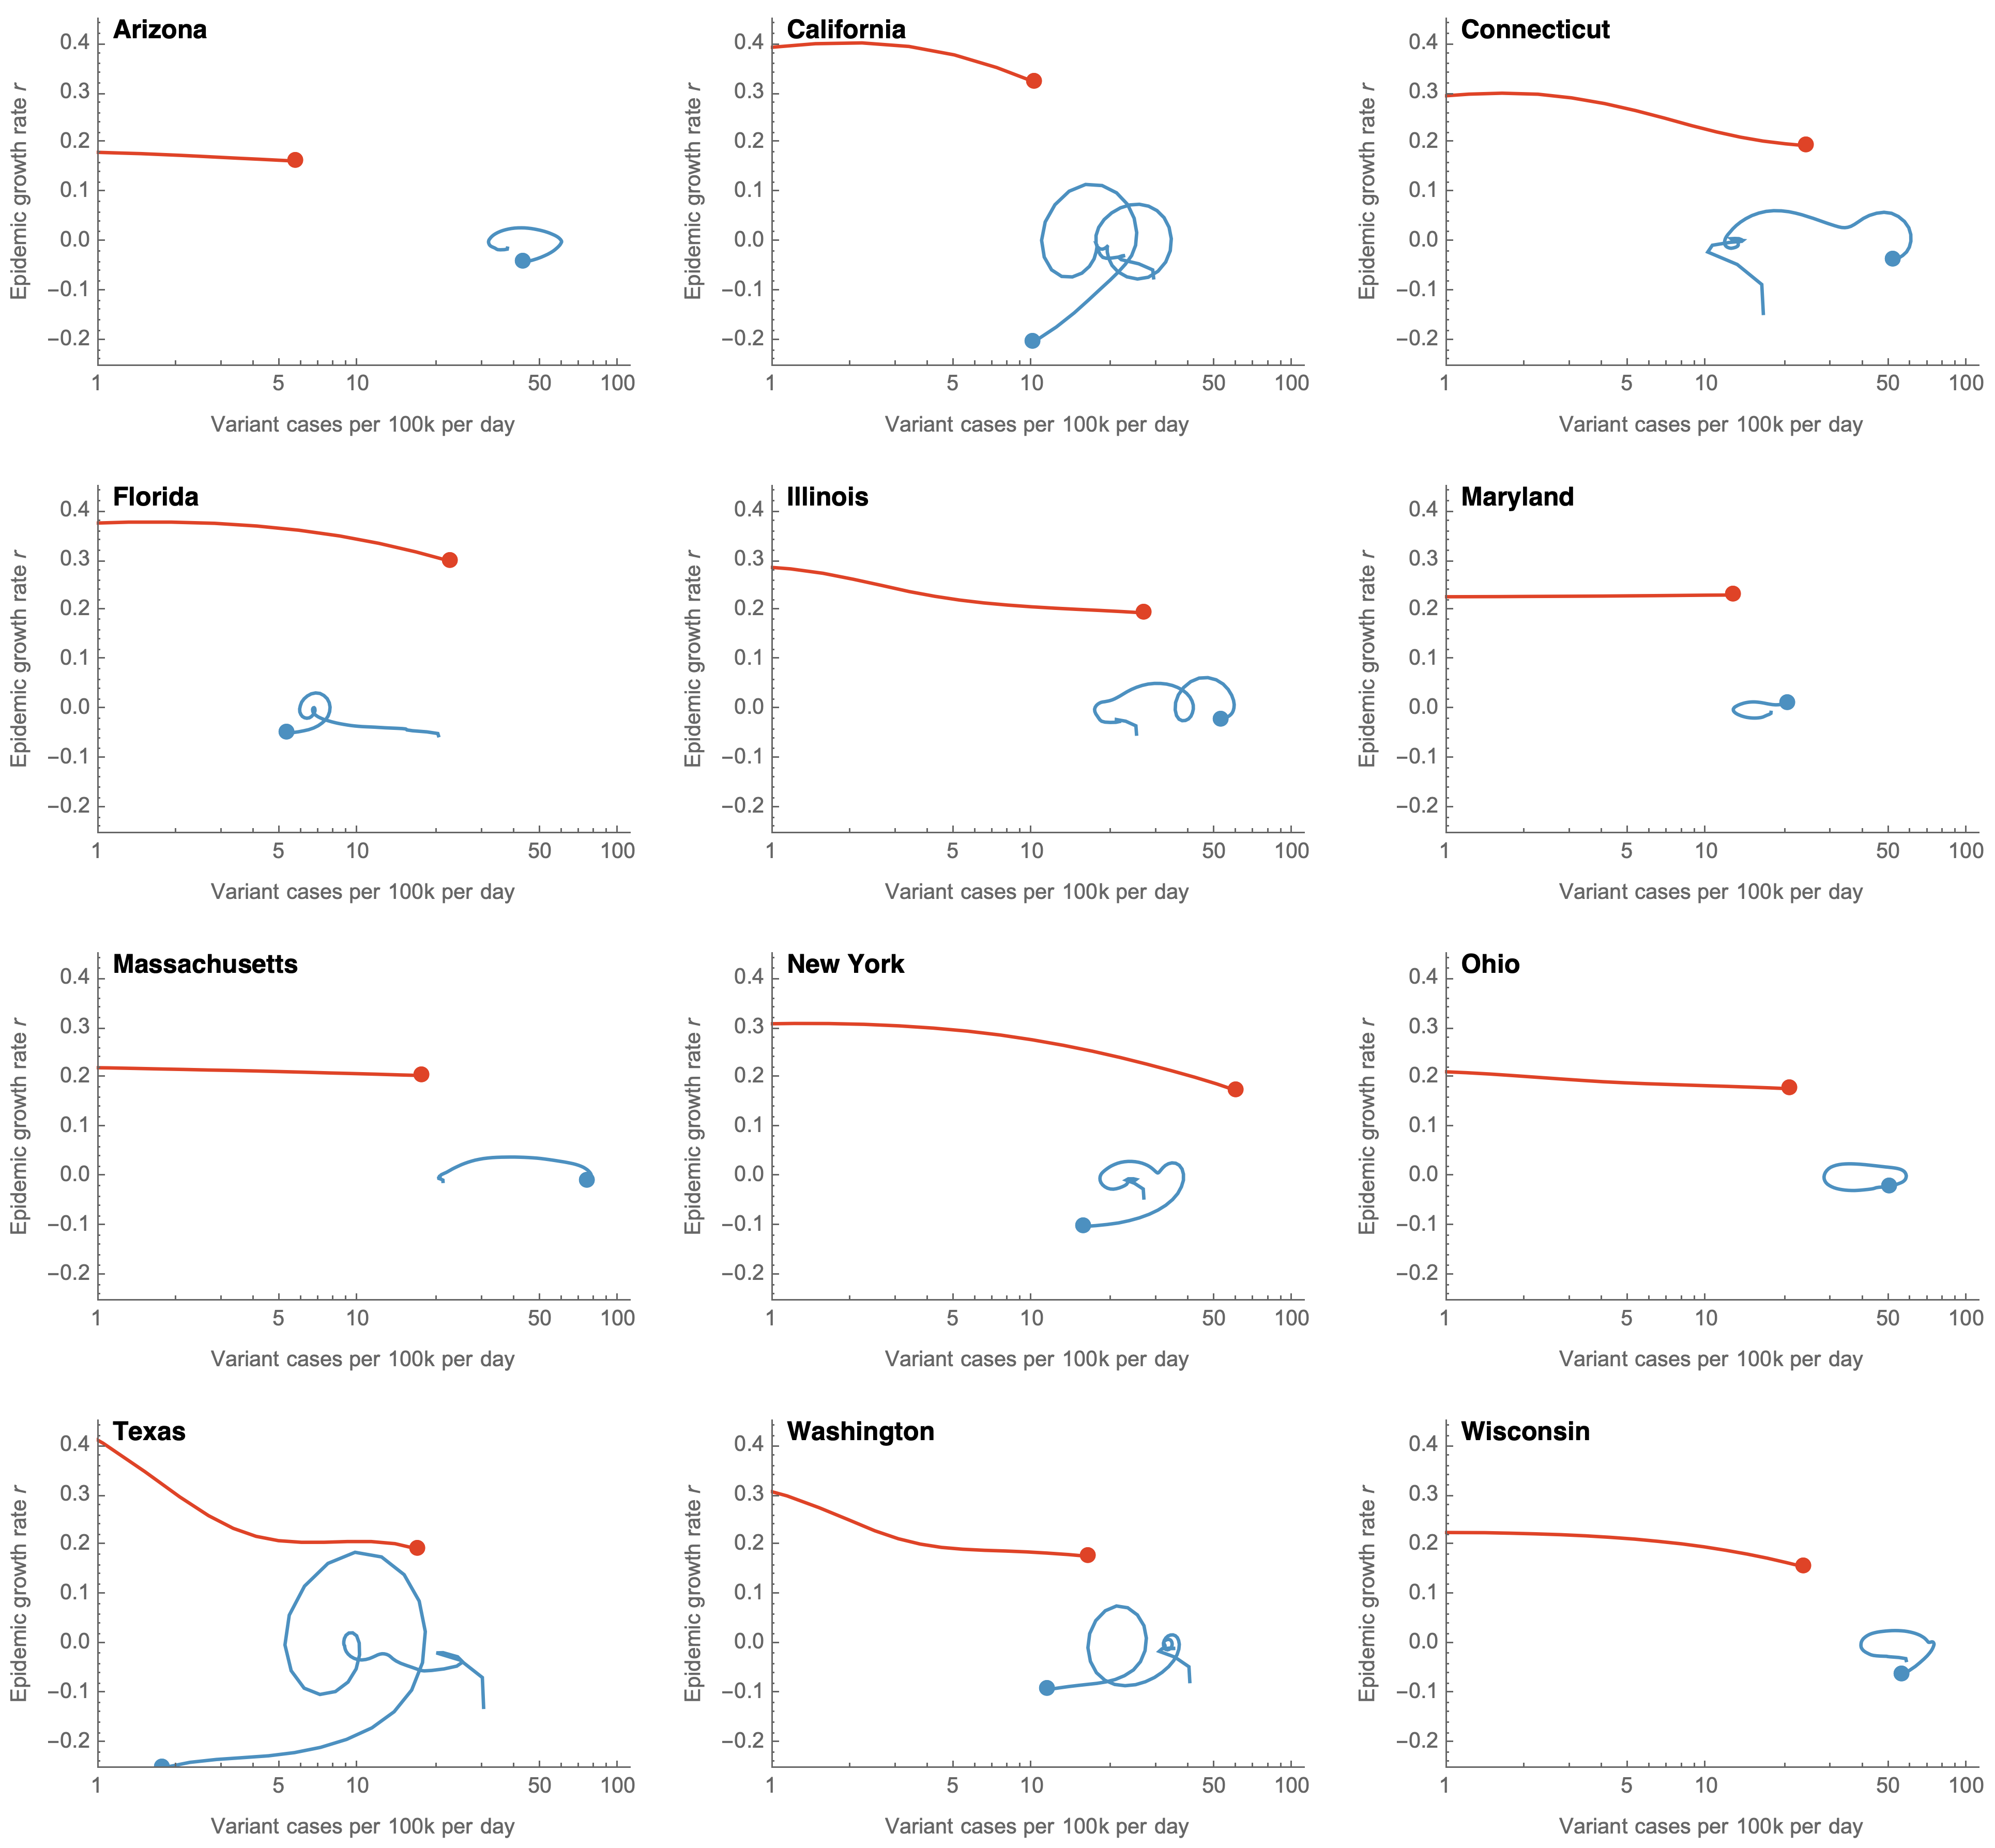 Arizona
Epidemic growth rate r
0.4
0.3
0.2
0.1
0.0
−0.1
−0.2
1 5 10 50 100
Variant cases per 100k per day
California
Epidemic growth rate r
0.4
0.3
0.2
0.1
0.0
−0.1
−0.2
1 5 10 50 100
Variant cases per 100k per day
Connecticut
Epidemic growth rate r
0.4
0.3
0.2
0.1
0.0
−0.1
−0.2
1 5 10 50 100
Variant cases per 100k per day
Florida
Epidemic growth rate r
0.4
0.3
0.2
0.1
0.0
−0.1
−0.2
1 5 10 50 100
Variant cases per 100k per day
Illinois
Epidemic growth rate r
0.4
0.3
0.2
0.1
0.0
−0.1
−0.2
1 5 10 50 100
Variant cases per 100k per day
Maryland
Epidemic growth rate r
0.4
0.3
0.2
0.1
0.0
−0.1
−0.2
1 5 10 50 100
Variant cases per 100k per day
Massachusetts
Epidemic growth rate r
0.4
0.3
0.2
0.1
0.0
−0.1
−0.2
1 5 10 50 100
Variant cases per 100k per day
New York
Epidemic growth rate r
0.4
0.3
0.2
0.1
0.0
−0.1
−0.2
1 5 10 50 100
Variant cases per 100k per day
Ohio
Epidemic growth rate r
0.4
0.3
0.2
0.1
0.0
−0.1
−0.2
1 5 10 50 100
Variant cases per 100k per day
Texas
Epidemic growth rate r
0.4
0.3
0.2
0.1
0.0
−0.1
−0.2
1 5 10 50 100
Variant cases per 100k per day
Washington
Epidemic growth rate r
0.4
0.3
0.2
0.1
0.0
−0.1
−0.2
1 5 10 50 100
Variant cases per 100k per day
Wisconsin
Epidemic growth rate r
0.4
0.3
0.2
0.1
0.0
−0.1
−0.2
1 5 10 50 100
Variant cases per 100k per day